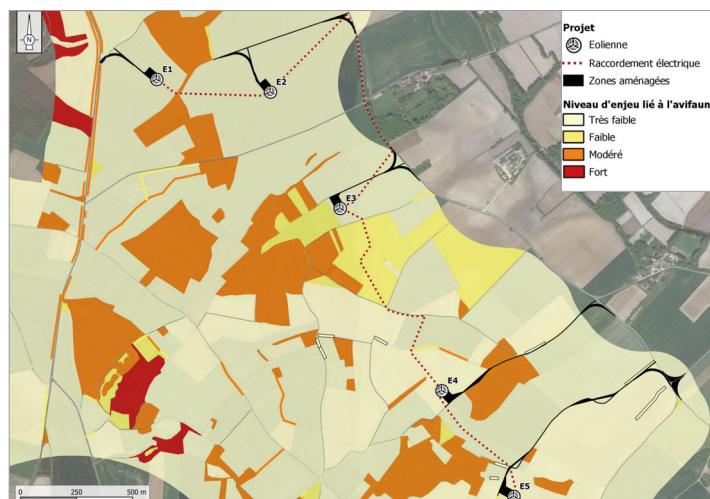 N
Projet
Eolienne
Raccordement électrique
Zones aménagées
Niveau d'enjeu lié à l'avifaun
Très faible
Faible
Modéré
Fort
E1
E2
E3
E4
E5
0 250 500 m